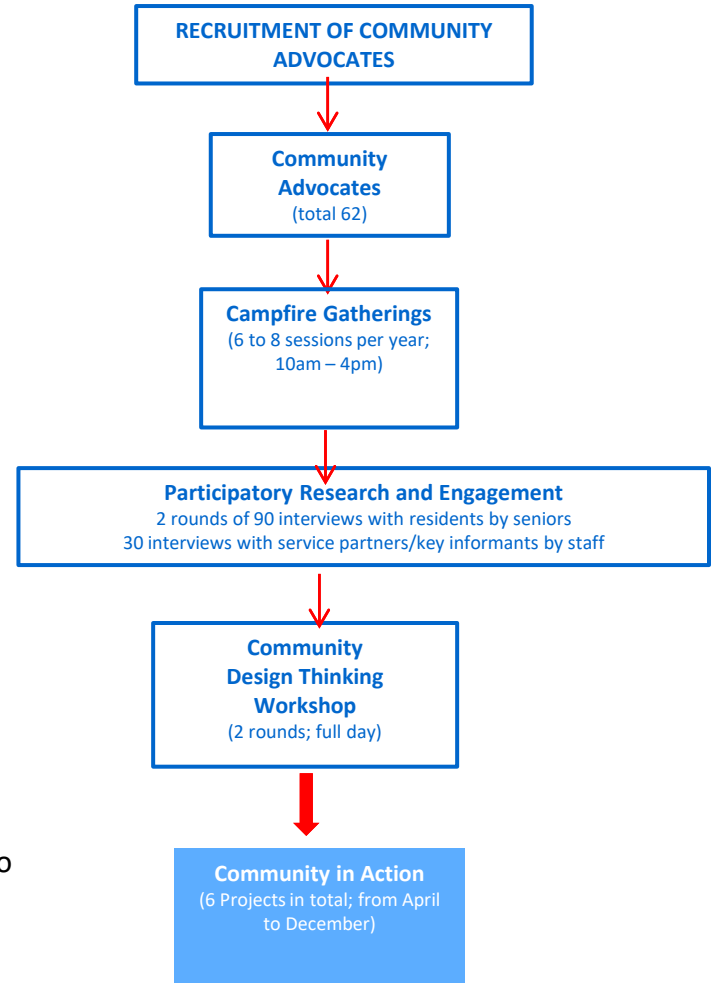 RECRUITMENT OF COMMUNITY
ADVOCATES
Community
Advocates
(total 62)
Campfire Gatherings
(6 to 8 sessions per year;
10am – 4pm)
Participatory Research and Engagement
2 rounds of 90 interviews with residents by seniors
30 interviews with service partners/key informants by staff
Community
Design Thinking
Workshop
(2 rounds; full day)
o
Community in Action
(6 Projects in total; from April
to December)